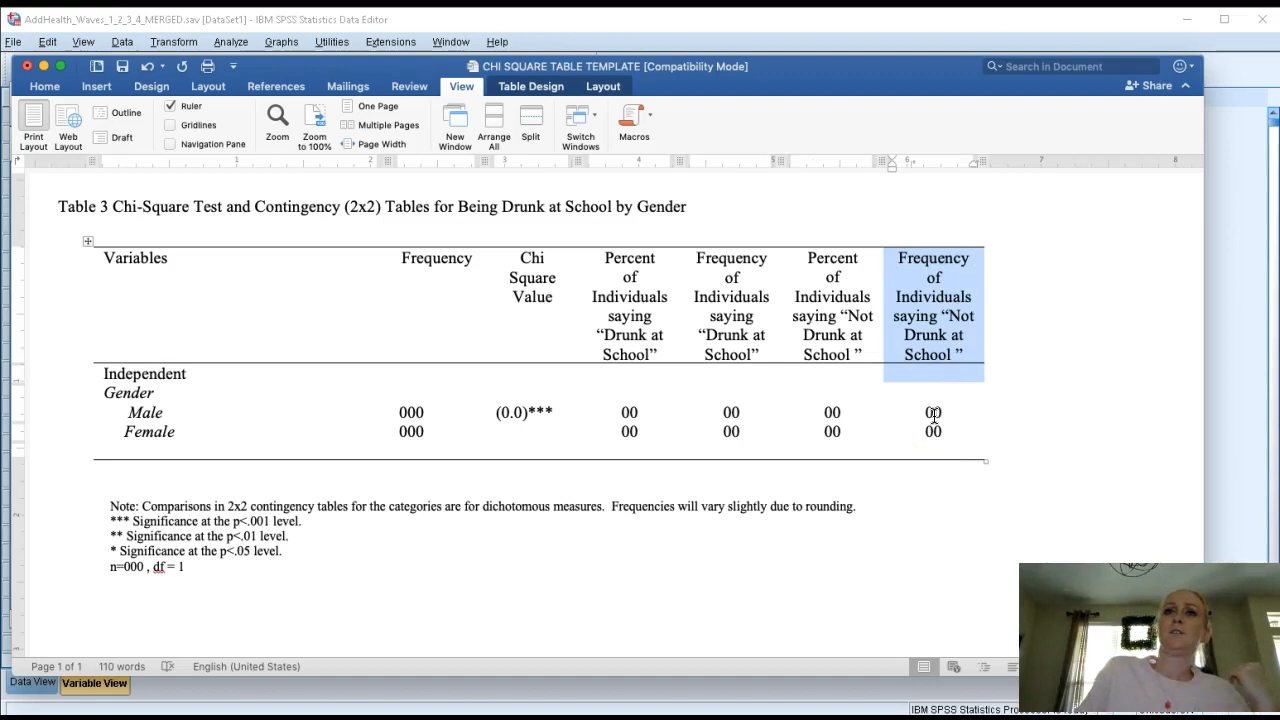 AddHealth_Waves_1_2_3_4_MERGED.sav [DataSet1] - IBM SPSS Statistics Data Editor
File Edit View Data Transform Analyze Graphs Utilities Extensions Window Help
CHI SQUARE TABLE TEMPLATE [Compatibility Mode]
Search in Document
Home Insert Design Layout References Mailings Review View Table Design Layout
Share
Print Layout
Web Layout
Outline
Draft
Ruler
Gridlines
Navigation Pane
Zoom
Zoom to 100%
One Page
Multiple Pages
Page Width
New Window
Arrange All
Split
Switch Windows
Macros
1 2 3 4 5 6 7 8
Table 3 Chi-Square Test and Contingency (2x2) Tables for Being Drunk at School by Gender
Variables Frequency Chi Percent Frequency Percent Frequency
Square of of of of
Value Individuals Individuals Individuals Individuals
saying saying saying “Not saying “Not
“Drunk at “Drunk at Drunk at Drunk at
School” School” School ” School ”
Independent
Gender
Male 000 (0.0)*** 00 00 00 00
Female 000 00 00 00 00
Note: Comparisons in 2x2 contingency tables for the categories are for dichotomous measures. Frequencies will vary slightly due to rounding.
*** Significance at the p<.001 level.
** Significance at the p<.01 level.
* Significance at the p<.05 level.
n=000 , df = 1
Page 1 of 1 110 words English (United States)
Data View Variable View
IBM SPSS Statistics